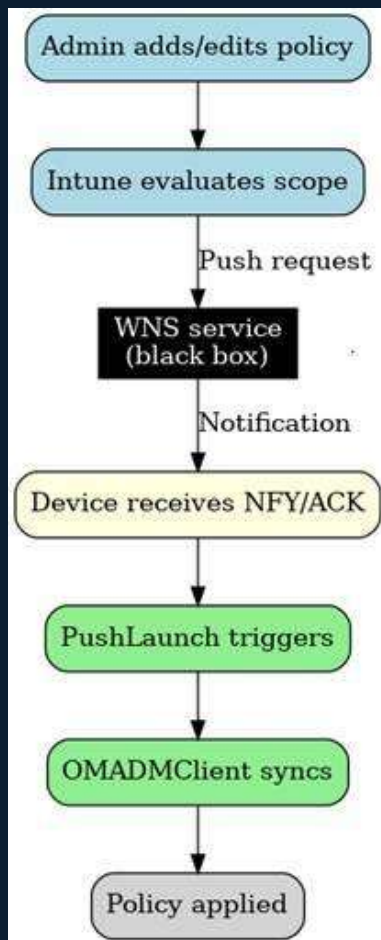 Admin adds/edits policy
Intune evaluates scope
Push request
WNS service
(black box)
Notification
Device receives NFY/ACK
PushLaunch triggers
OMADMClient syncs
Policy applied